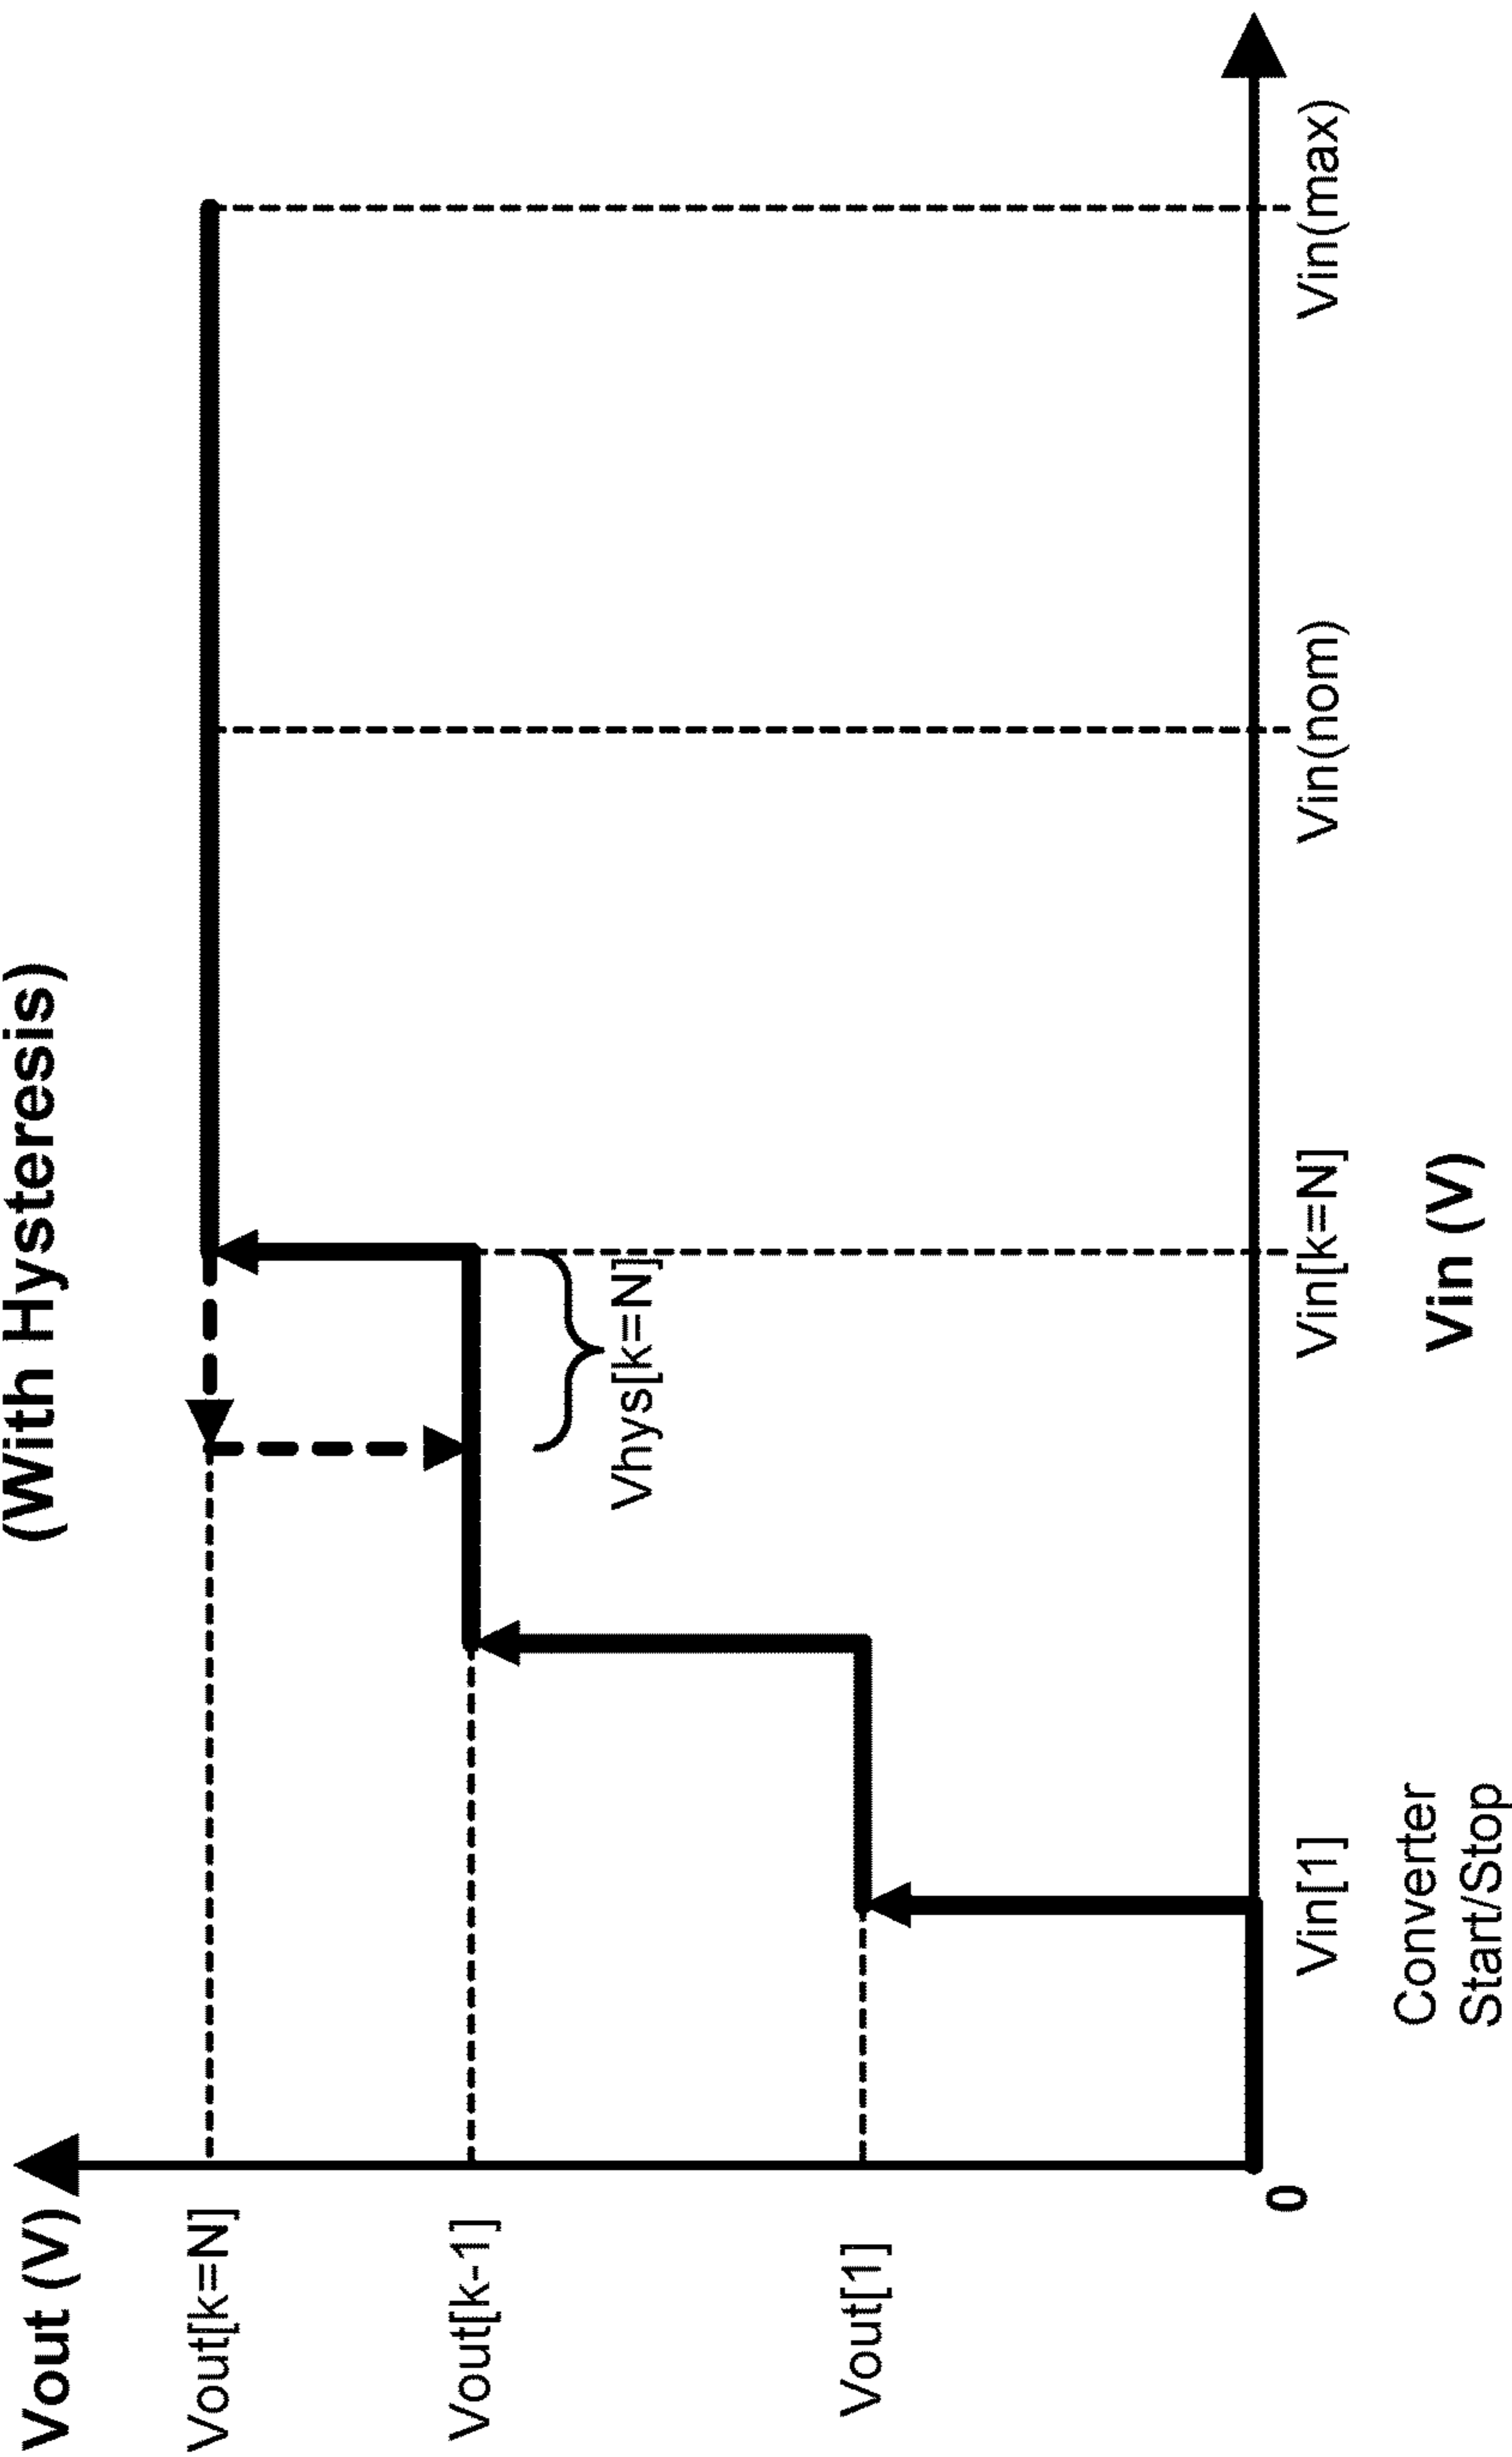 (With Hysteresis)
Vout (V)
Vout[k=N]
Vout[k-1]
Vhys[k=N]
Vout[1]
0
Vin[1]
Vin[k=N]
Vin(nom)
Vin(max)
Converter
Start/Stop
Vin (V)